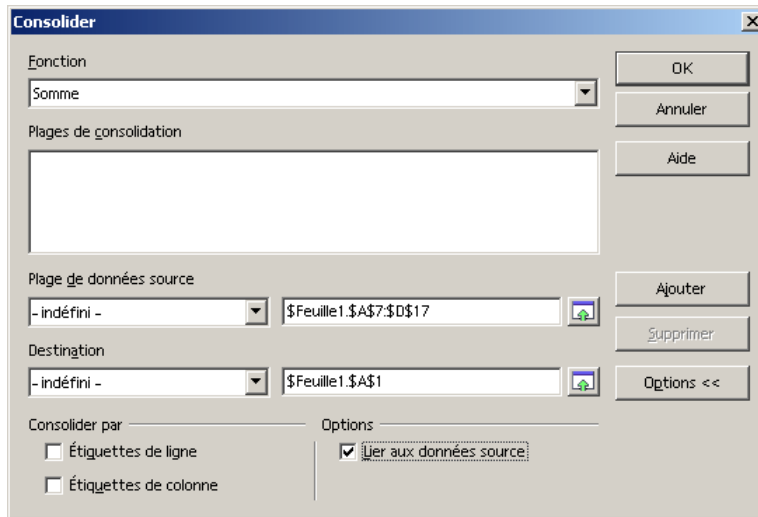 Consolider
Fonction
Somme
Plages de consolidation
Plage de données source
- indéfini -
$Feuille1.$A$7:$D$17
Destination
- indéfini -
$Feuille1.$A$1
Consolider par
Étiquettes de ligne
Étiquettes de colonne
Options
Lier aux données source
OK
Annuler
Aide
Ajouter
Supprimer
Options <<